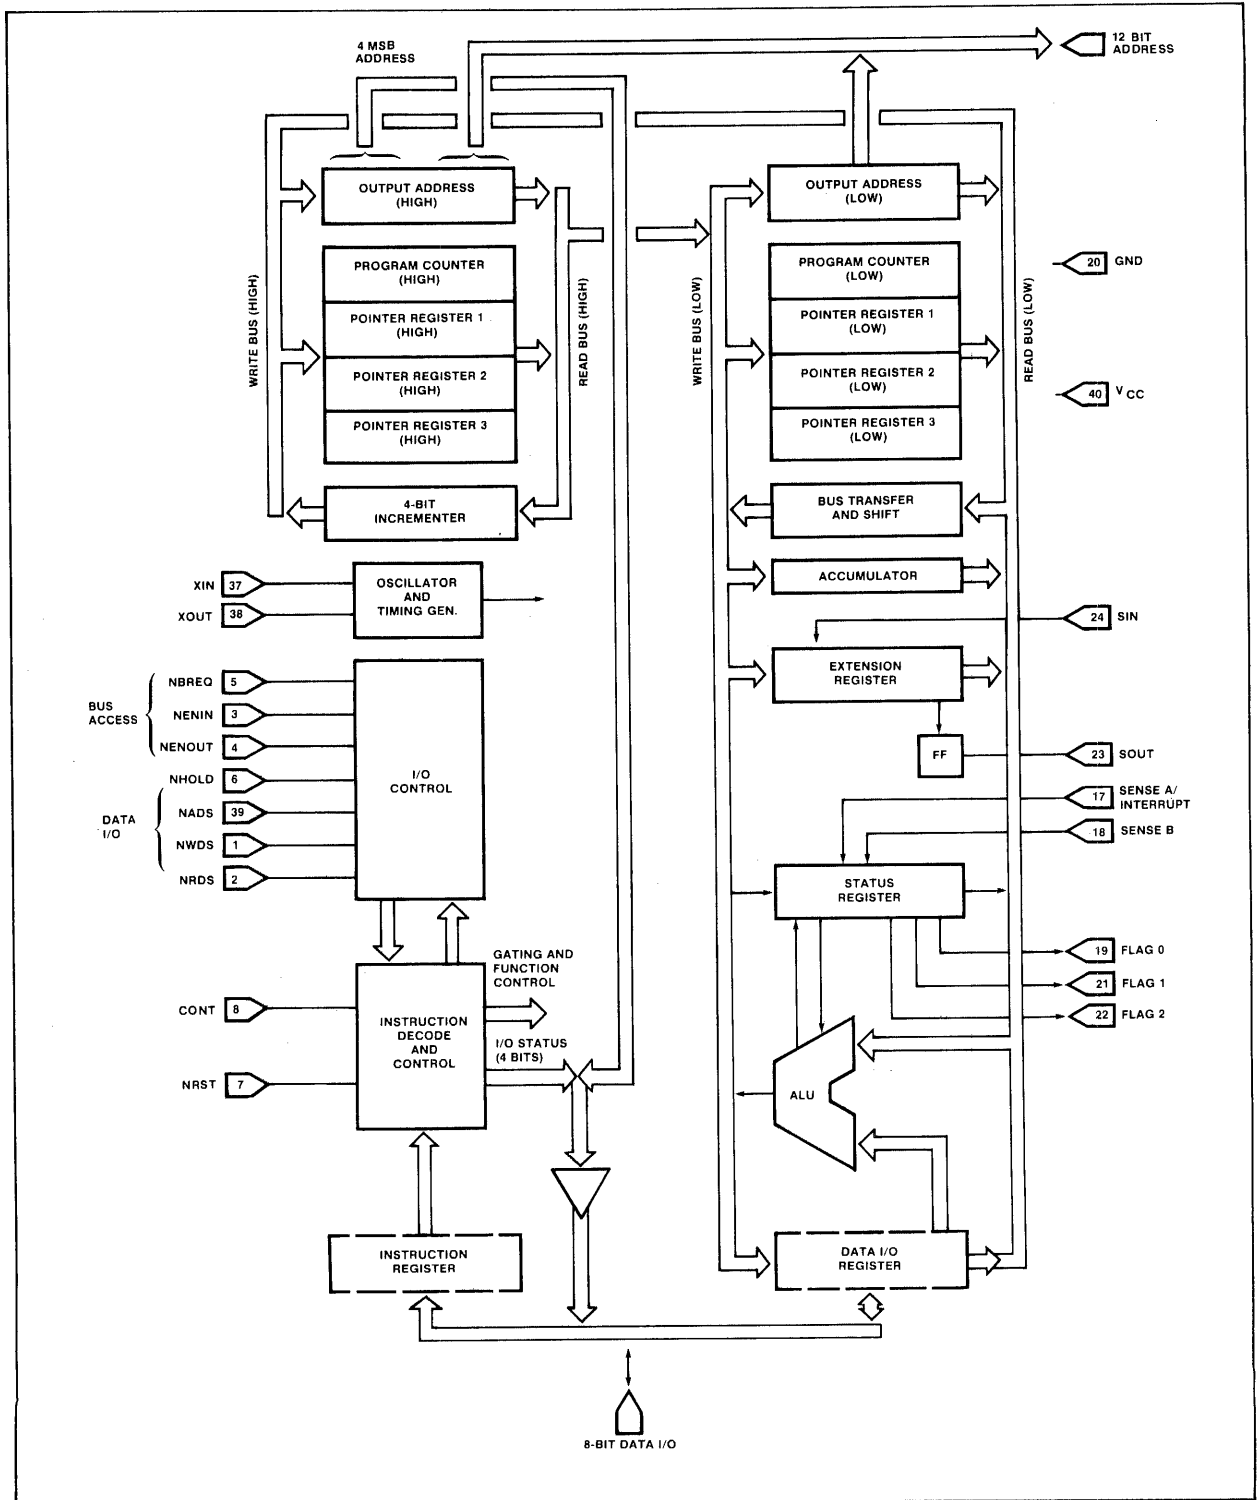 4 MSB
ADDRESS
12 BIT
ADDRESS
OUTPUT ADDRESS
(HIGH)
OUTPUT ADDRESS
(LOW)
PROGRAM COUNTER
(HIGH)
POINTER REGISTER 1
(HIGH)
POINTER REGISTER 2
(HIGH)
POINTER REGISTER 3
(HIGH)
WRITE BUS (HIGH)
READ BUS (HIGH)
PROGRAM COUNTER
(LOW)
POINTER REGISTER 1
(LOW)
POINTER REGISTER 2
(LOW)
POINTER REGISTER 3
(LOW)
WRITE BUS (LOW)
READ BUS (LOW)
20 GND
40 VCC
4-BIT
INCREMENTER
BUS TRANSFER
AND SHIFT
XIN 37
XOUT 38
OSCILLATOR
AND
TIMING GEN.
ACCUMULATOR
24 SIN
EXTENSION
REGISTER
FF
23 SOUT
BUS
ACCESS
NBREQ 5
NENIN 3
NENOUT 4
DATA
I/O
NHOLD 6
NADS 39
NWDS 1
NRDS 2
I/O
CONTROL
17 SENSE A/
INTERRUPT
18 SENSE B
STATUS
REGISTER
19 FLAG 0
21 FLAG 1
22 FLAG 2
GATING AND
FUNCTION
CONTROL
CONT 8
NRST 7
INSTRUCTION
DECODE
AND
CONTROL
I/O STATUS
(4 BITS)
ALU
INSTRUCTION
REGISTER
DATA I/O
REGISTER
8-BIT DATA I/O